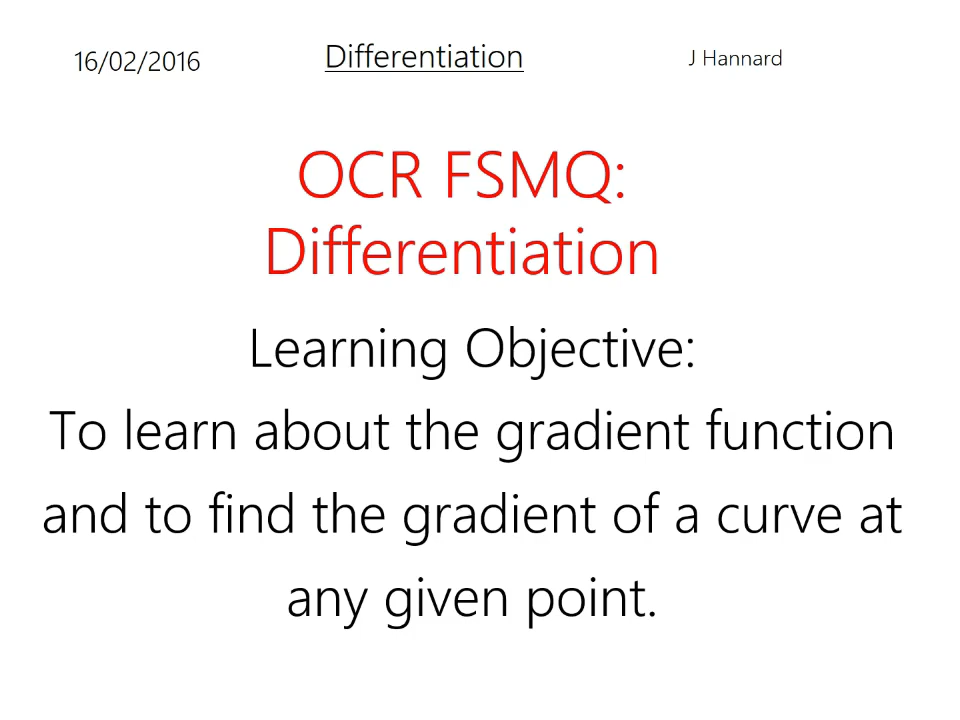 16/02/2016 Differentiation J Hannard
OCR FSMQ:
Differentiation
Learning Objective:
To learn about the gradient function
and to find the gradient of a curve at
any given point.